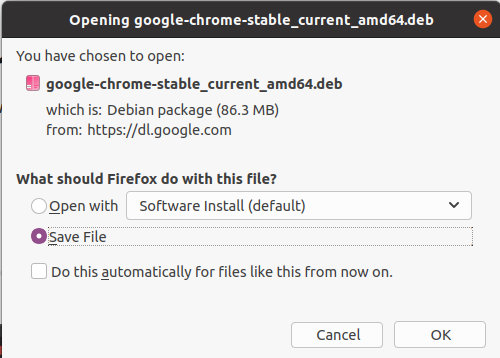 Opening google-chrome-stable_current_amd64.deb
You have chosen to open:
google-chrome-stable_current_amd64.deb
which is: Debian package (86.3 MB)
from: https://dl.google.com
What should Firefox do with this file?
Open with Software Install (default)
Save File
Do this automatically for files like this from now on.
Cancel OK